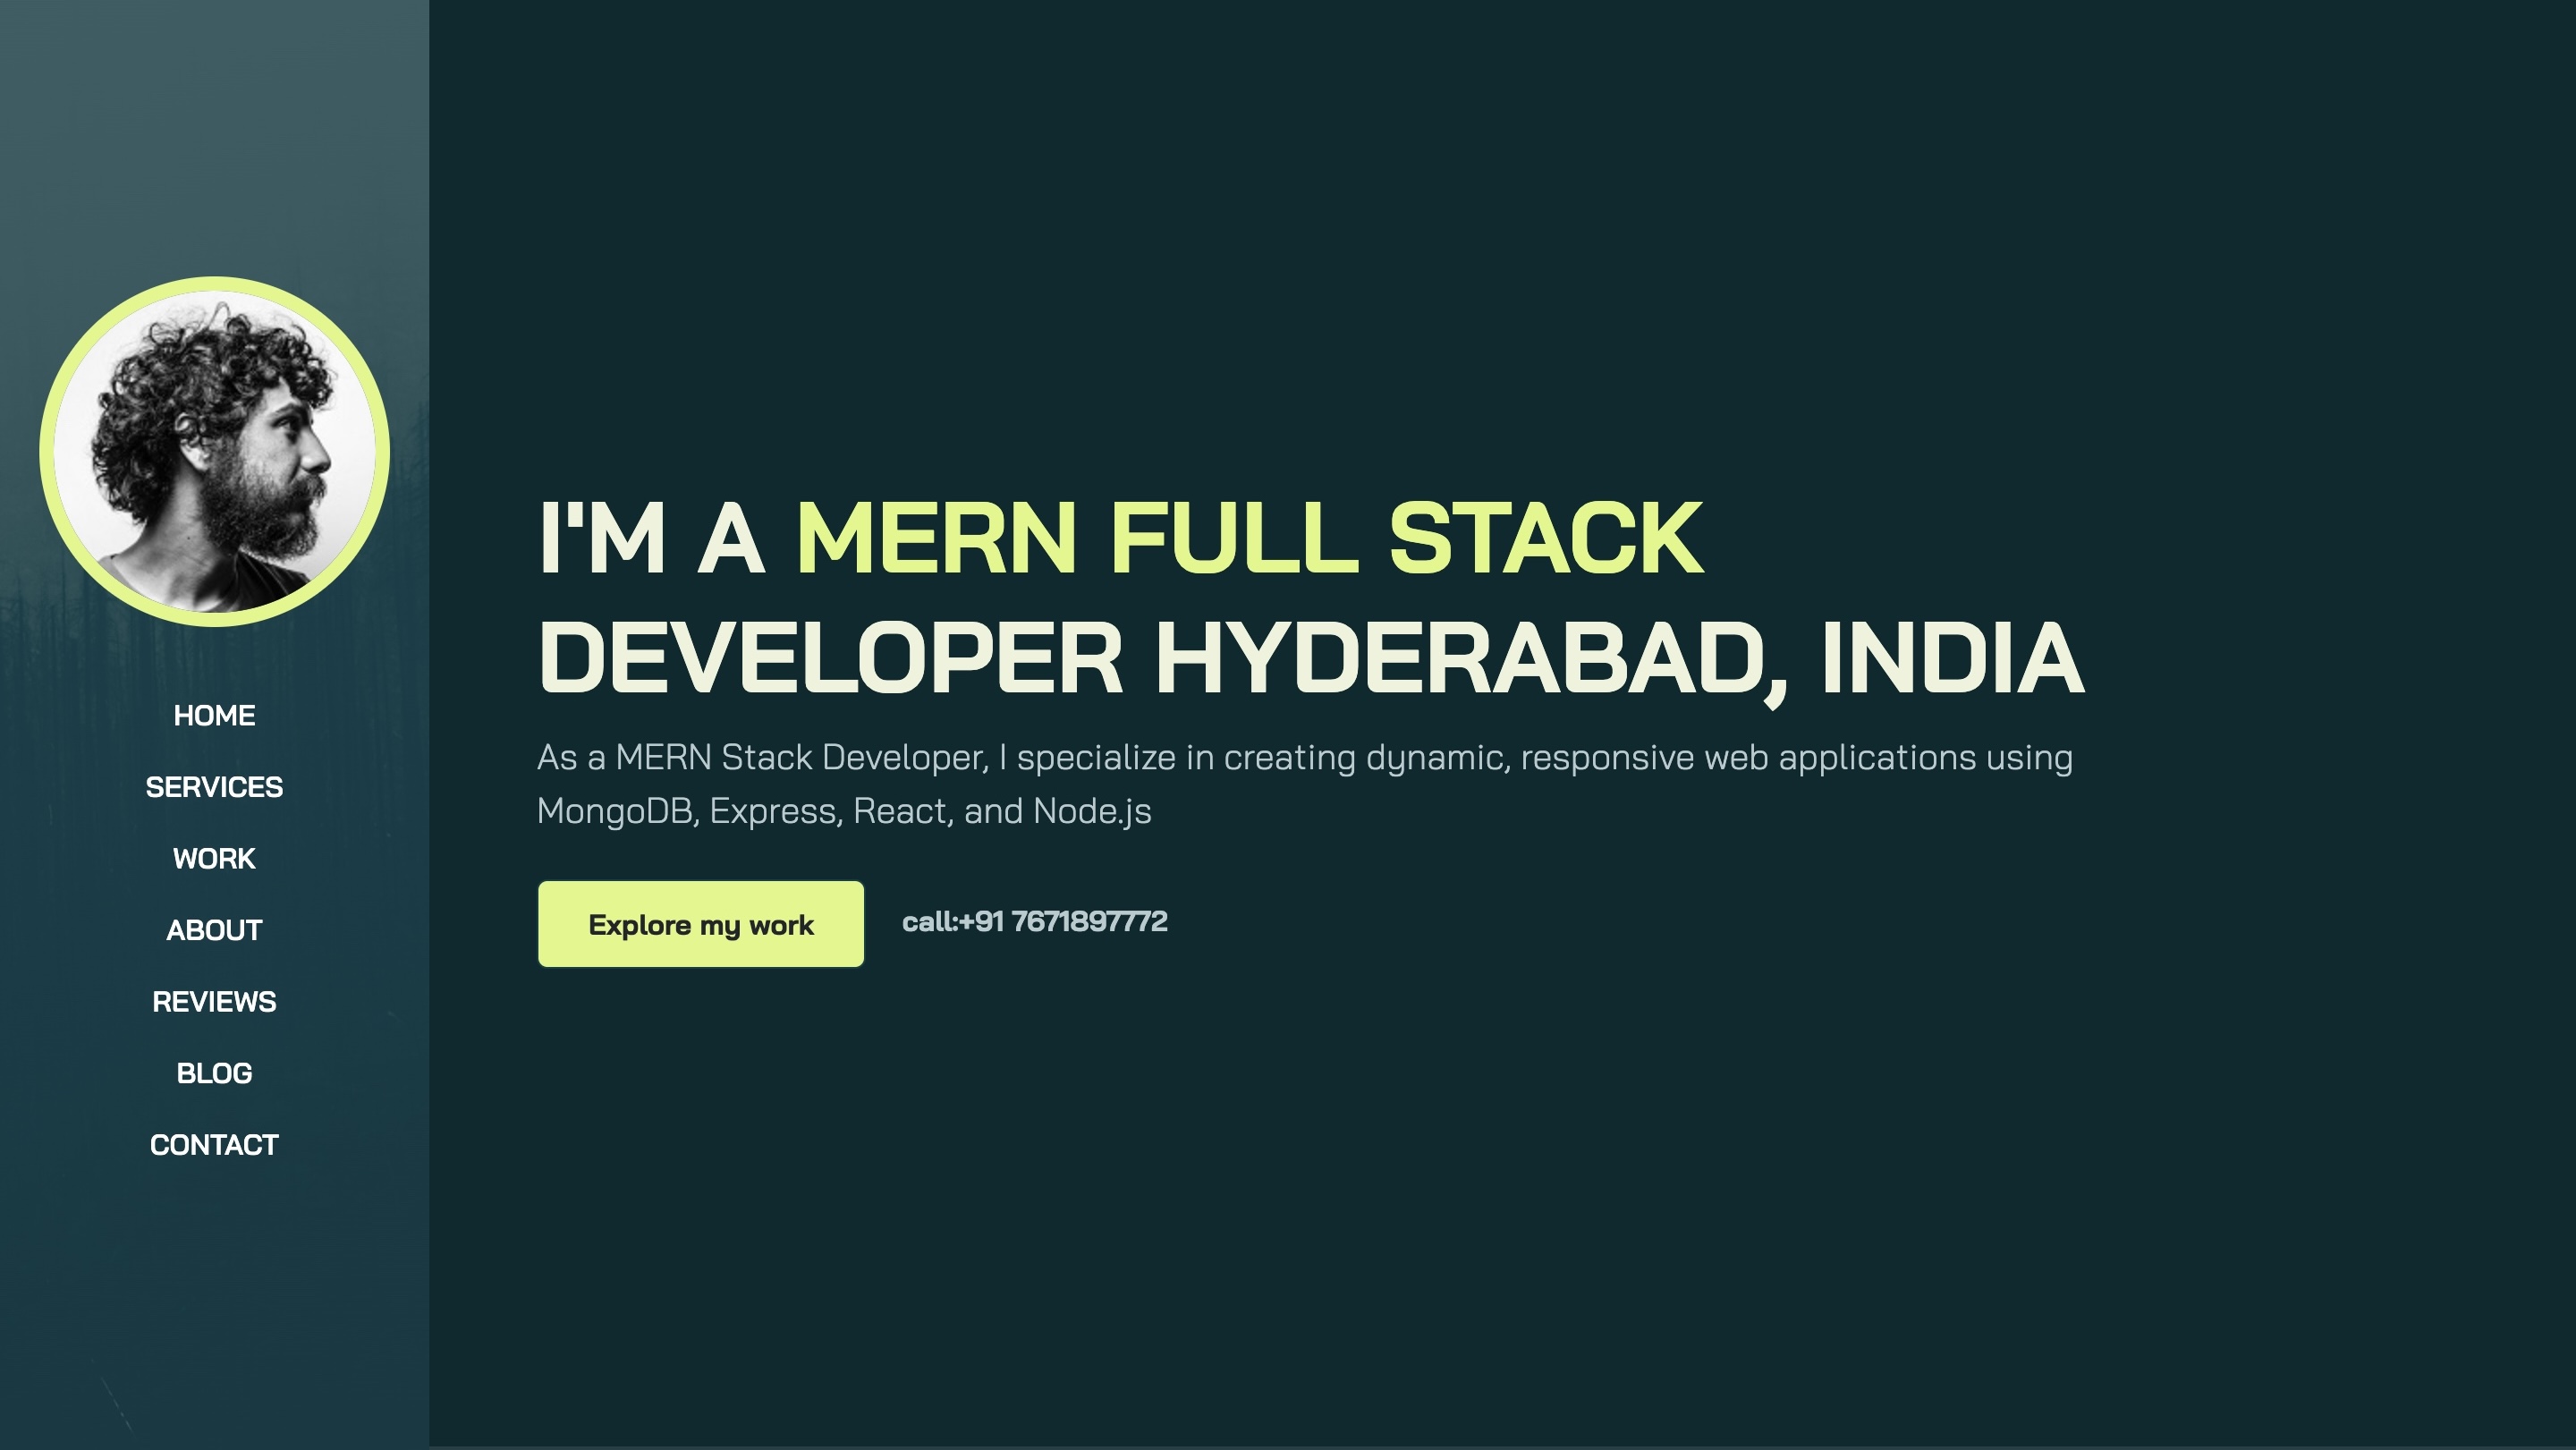 HOME
SERVICES
WORK
ABOUT
REVIEWS
BLOG
CONTACT
I'M A MERN FULL STACK
DEVELOPER HYDERABAD, INDIA
As a MERN Stack Developer, I specialize in creating dynamic, responsive web applications using
MongoDB, Express, React, and Node.js
Explore my work
call:+91 7671897772